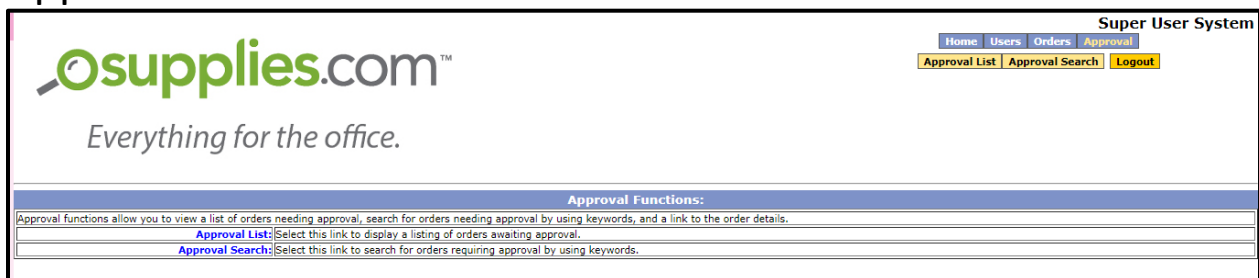 Super User System
Home Users Orders Approval
Approval List Approval Search Logout
Osupplies.com™
Everything for the office.
Approval Functions:
Approval functions allow you to view a list of orders needing approval, search for orders needing approval by using keywords, and a link to the order details.
Approval List: Select this link to display a listing of orders awaiting approval.
Approval Search: Select this link to search for orders requiring approval by using keywords.